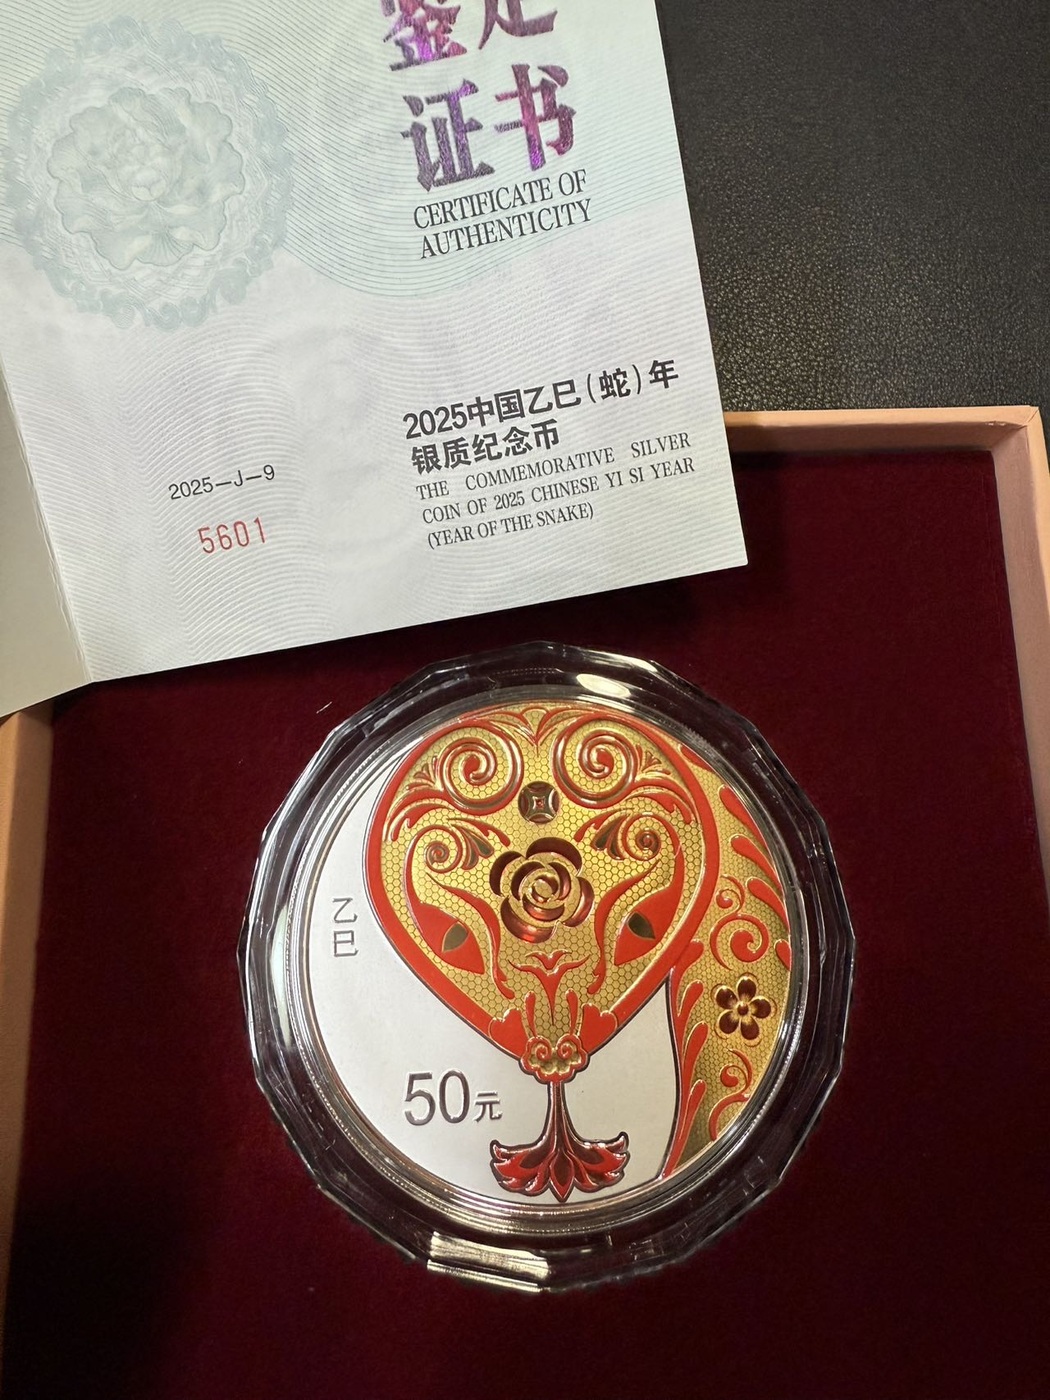 鉴定
证书
CERTIFICATE OF
AUTHENTICITY
2025中国乙巳(蛇)年
银质纪念币
THE COMMEMORATIVE SILVER
COIN OF 2025 CHINESE YI SI YEAR
(YEAR OF THE SNAKE)
2025—J—9
5601
乙
巳
50元